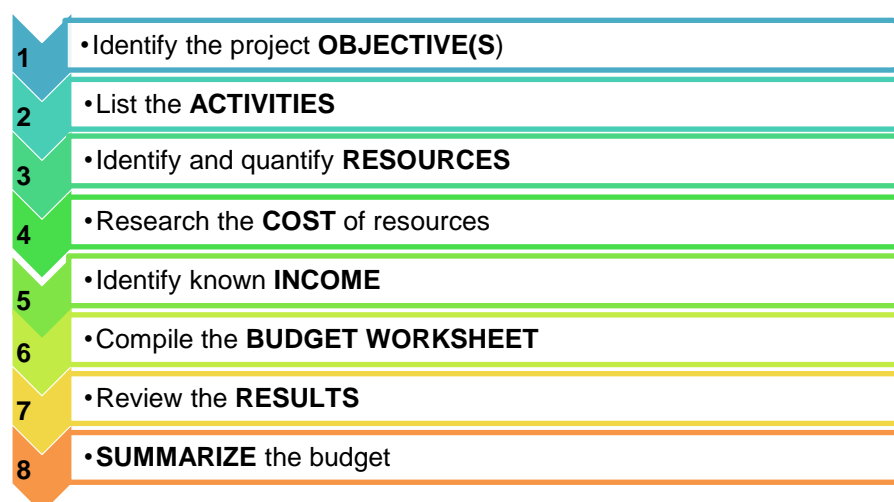 1 •Identify the project OBJECTIVE(S)
2 •List the ACTIVITIES
3 •Identify and quantify RESOURCES
4 •Research the COST of resources
5 •Identify known INCOME
6 •Compile the BUDGET WORKSHEET
7 •Review the RESULTS
8 •SUMMARIZE the budget